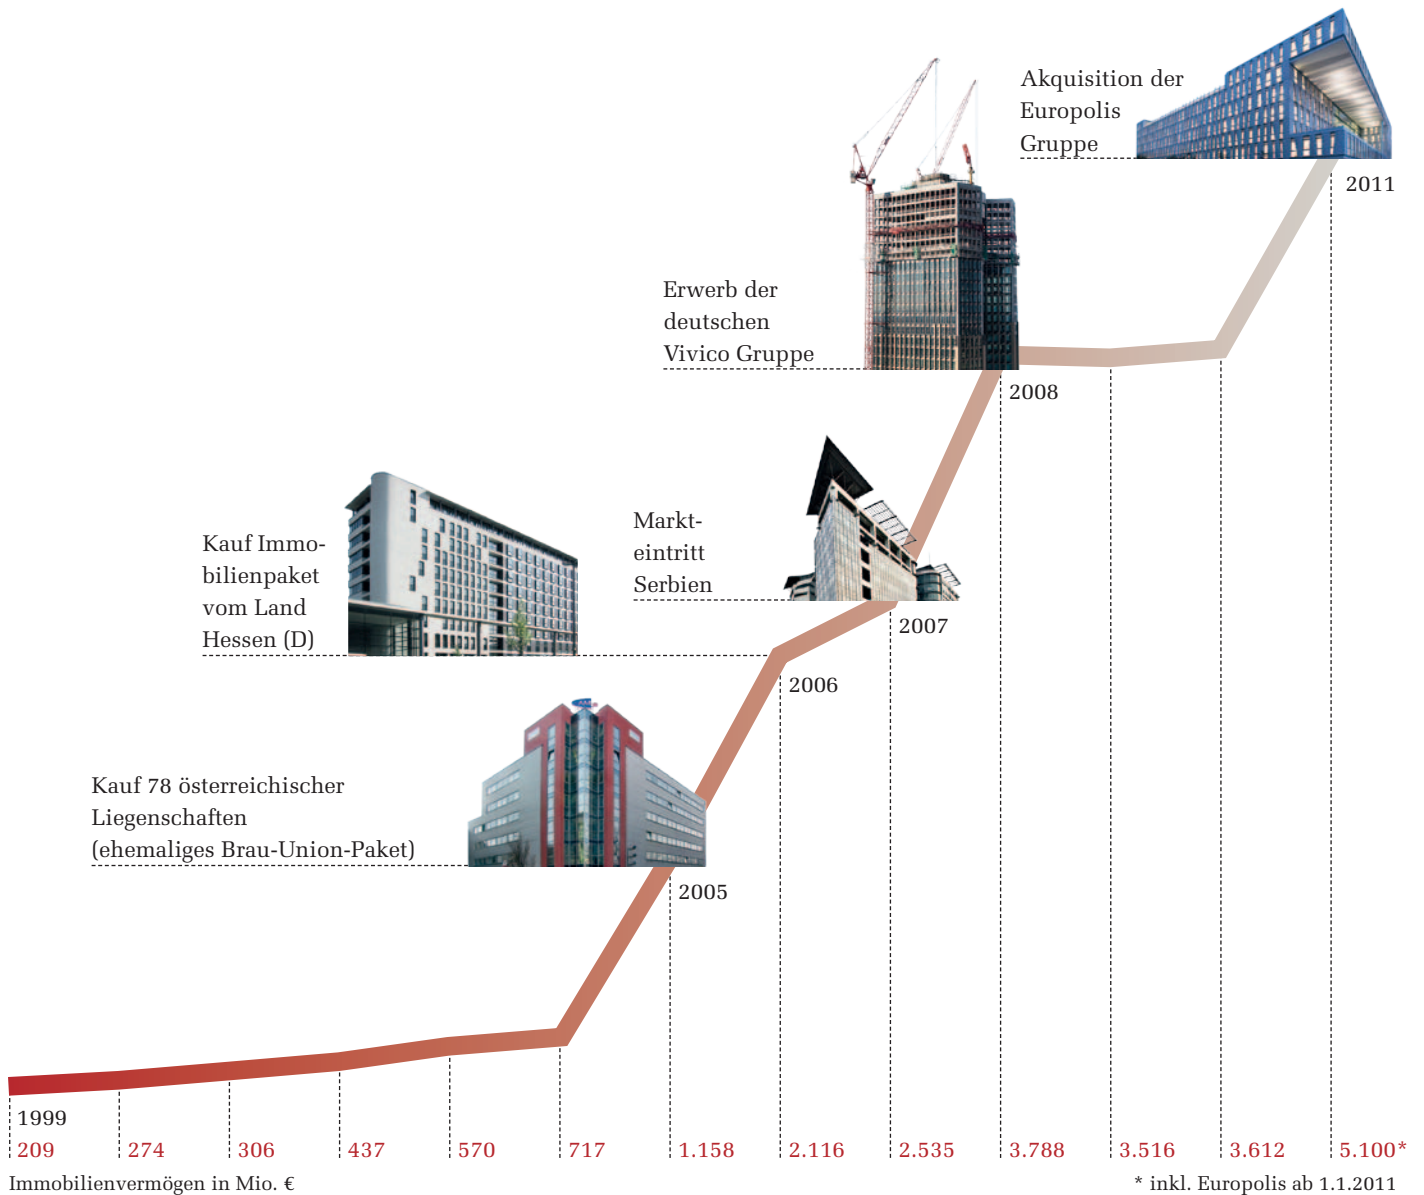 Akquisition der
Europolis
Gruppe
2011
Erwerb der
deutschen
Vivico Gruppe
2008
Markt-
eintritt
Serbien
2007
Kauf Immo-
bilienpaket
vom Land
Hessen (D)
2006
Kauf 78 österreichischer
Liegenschaften
(ehemaliges Brau-Union-Paket)
2005
1999
209 274 306 437 570 717 1.158 2.116 2.535 3.788 3.516 3.612 5.100*
Immobilienvermögen in Mio. €
* inkl. Europolis ab 1.1.2011